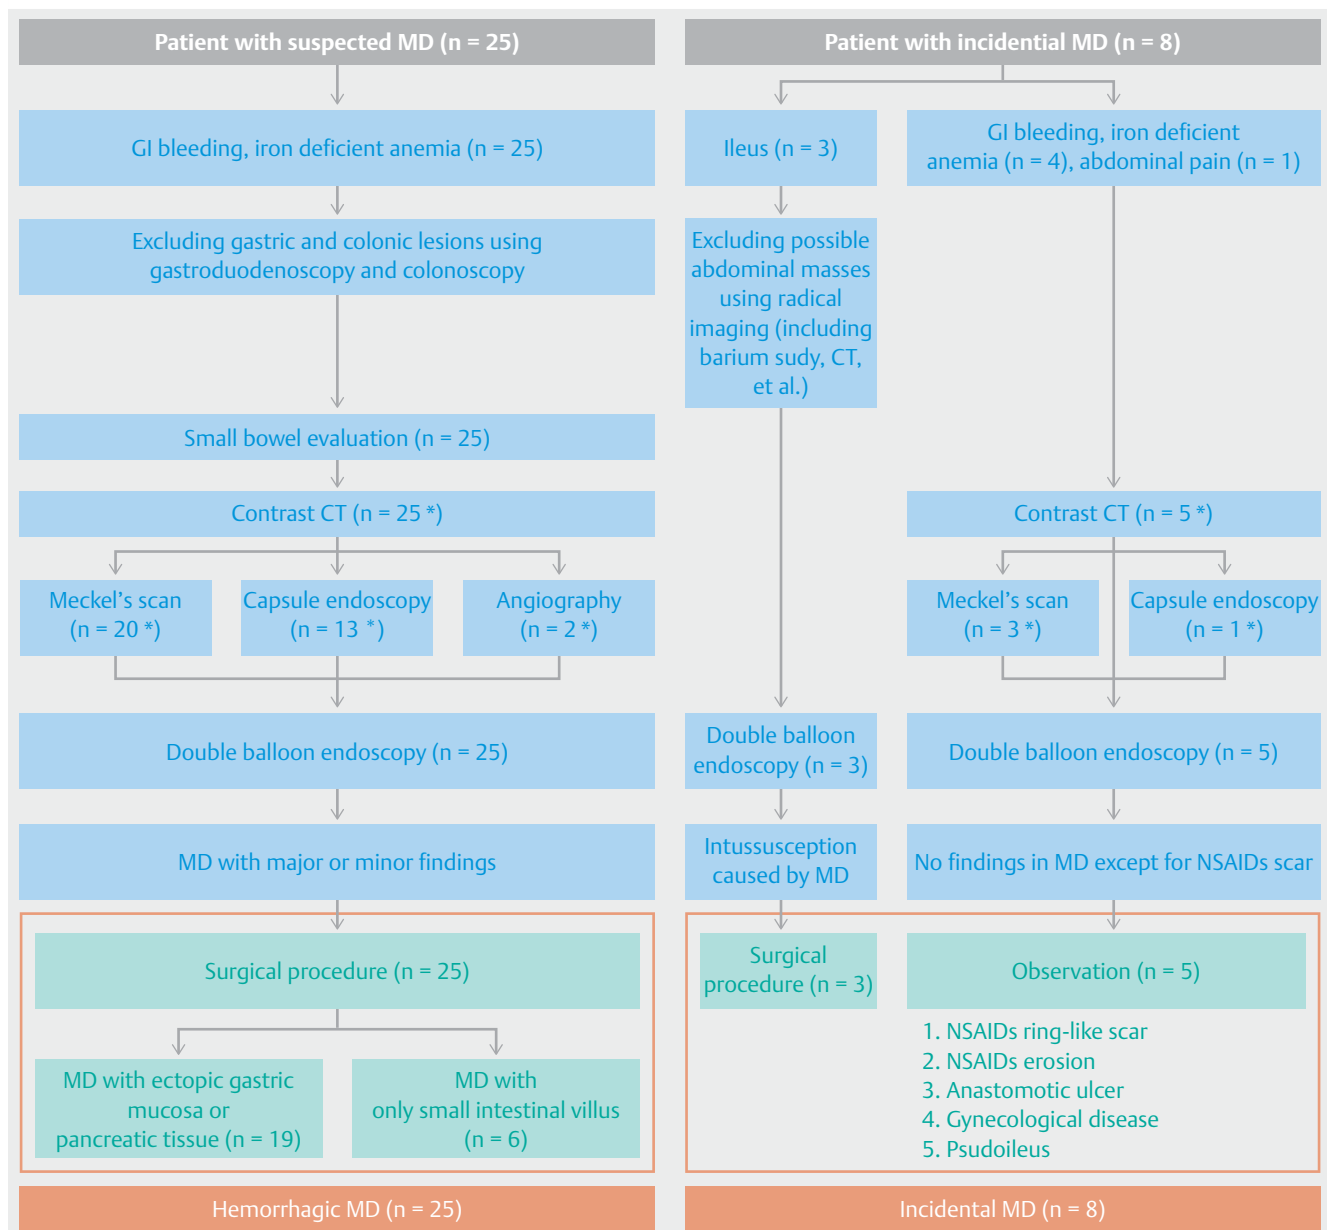 Patient with suspected MD (n = 25)
GI bleeding, iron deficient anemia (n = 25)
Excluding gastric and colonic lesions using
gastroduodenoscopy and colonoscopy
Small bowel evaluation (n = 25)
Contrast CT (n = 25 *)
Meckel's scan
(n = 20 *)
Capsule endoscopy
(n = 13 *)
Angiography
(n = 2 *)
Double balloon endoscopy (n = 25)
MD with major or minor findings
Surgical procedure (n = 25)
MD with ectopic gastric
mucosa or
pancreatic tissue (n = 19)
MD with
only small intestinal villus
(n = 6)
Hemorrhagic MD (n = 25)
Patient with incidential MD (n = 8)
Ileus (n = 3)
Excluding possible
abdominal masses
using radical
imaging (including
barium sudy, CT,
et al.)
Double balloon
endoscopy (n = 3)
Intussusception
caused by MD
Surgical
procedure (n = 3)
GI bleeding, iron deficient
anemia (n = 4), abdominal pain (n = 1)
Contrast CT (n = 5 *)
Meckel's scan
(n = 3 *)
Capsule endoscopy
(n = 1 *)
Double balloon endoscopy (n = 5)
No findings in MD except for NSAIDs scar
Observation (n = 5)
1. NSAIDs ring-like scar
2. NSAIDs erosion
3. Anastomotic ulcer
4. Gynecological disease
5. Psudoileus
Incidental MD (n = 8)